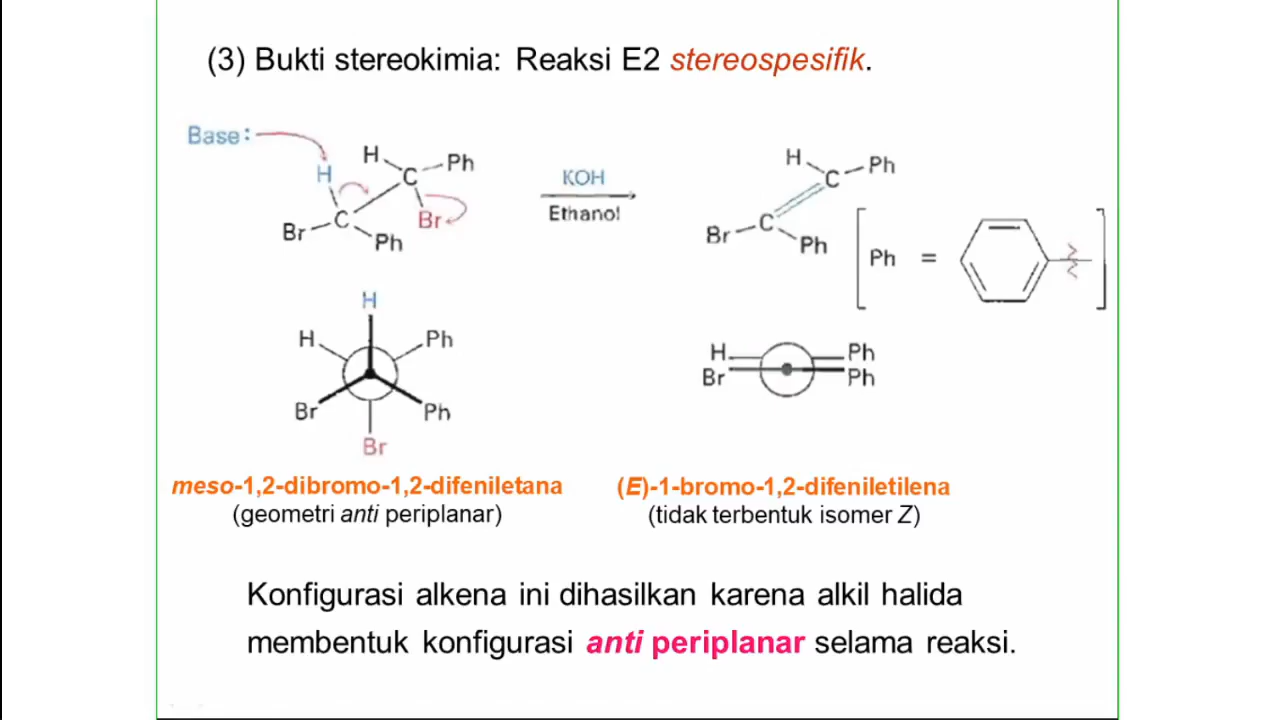 (3) Bukti stereokimia: Reaksi E2 stereospesifik.
Base:
H
H
C
Ph
Br
C
Br
Ph
KOH
Ethanol
H
C
Ph
Br
C
Ph
Ph =
H
H
Ph
Br
Ph
Br
H
Ph
Br
Ph
meso-1,2-dibromo-1,2-difeniletana
(geometri anti periplanar)
(E)-1-bromo-1,2-difeniletilena
(tidak terbentuk isomer Z)
Konfigurasi alkena ini dihasilkan karena alkil halida
membentuk konfigurasi anti periplanar selama reaksi.